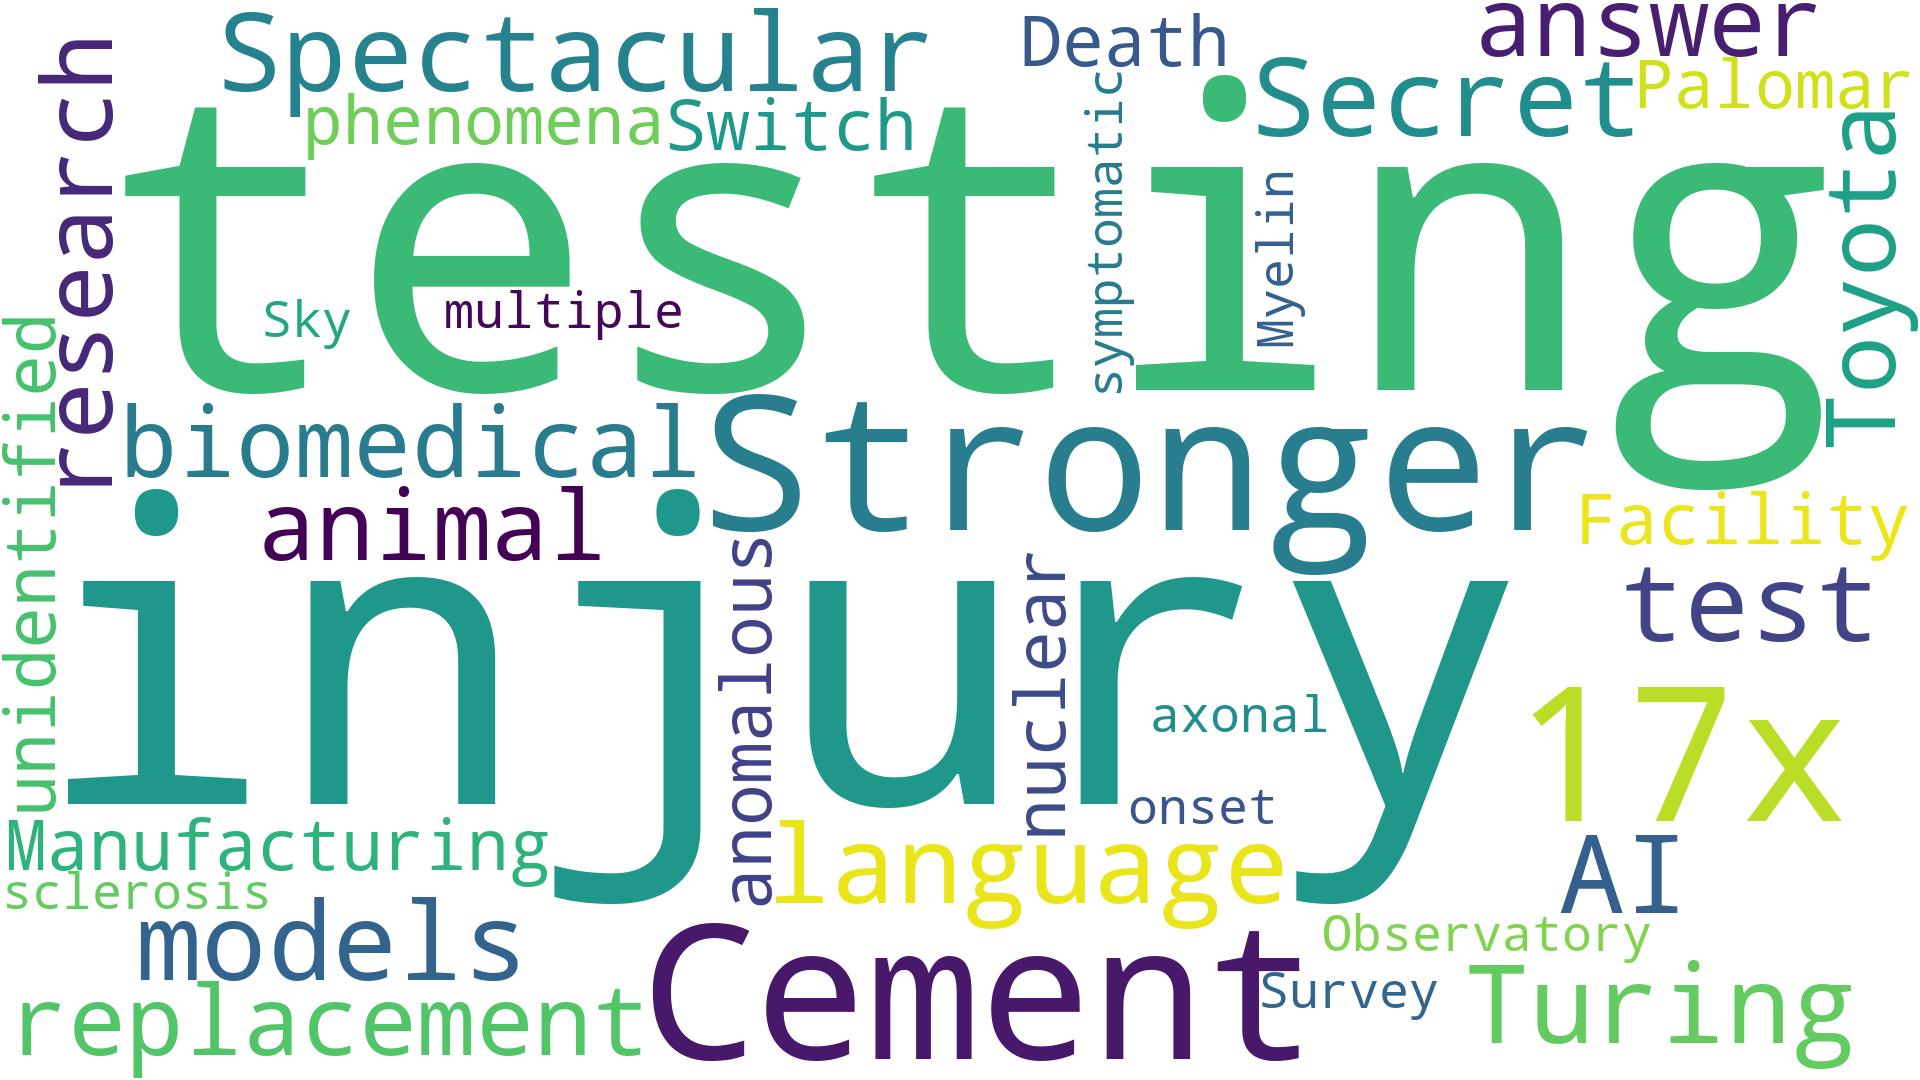 Spectacular
Death
answer
Secret
Palomar
phenomena
Switch
research
testing
symptomatic
Myelin
Toyota
Sky
multiple
unidentified
biomedical
Stronger
animal
Facility
injury
anomalous
nuclear
test
axonal
17x
onset
Manufacturing
language
AI
sclerosis
models
Cement
Observatory
Survey
Turing
replacement